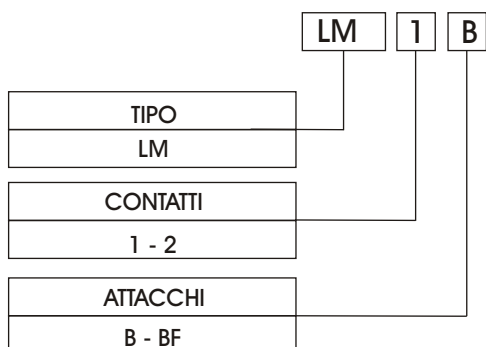 LM 1 B
TIPO
LM
CONTATTI
1 - 2
ATTACCHI
B - BF